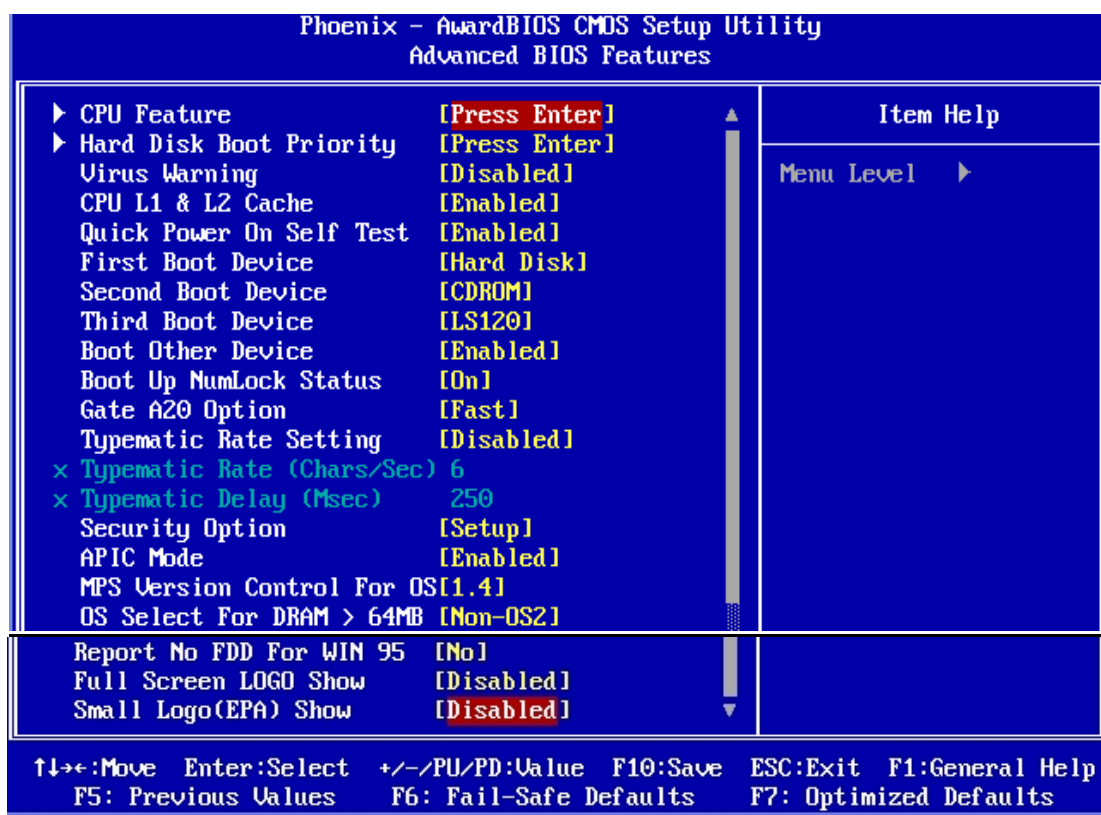 Phoenix - AwardBIOS CMOS Setup Utility
Advanced BIOS Features
CPU Feature [Press Enter]
Hard Disk Boot Priority [Press Enter]
Virus Warning [Disabled]
CPU L1 & L2 Cache [Enabled]
Quick Power On Self Test [Enabled]
First Boot Device [Hard Disk]
Second Boot Device [CDROM]
Third Boot Device [LS120]
Boot Other Device [Enabled]
Boot Up NumLock Status [On]
Gate A20 Option [Fast]
Typematic Rate Setting [Disabled]
x Typematic Rate (Chars/Sec) 6
x Typematic Delay (Msec) 250
Security Option [Setup]
APIC Mode [Enabled]
MPS Version Control For OS[1.4]
OS Select For DRAM > 64MB [Non-OS2]
Report No FDD For WIN 95 [No]
Full Screen LOGO Show [Disabled]
Small Logo(EPA) Show [Disabled]
Item Help
Menu Level
↑↓→←:Move Enter:Select +/-/PU/PD:Value F10:Save ESC:Exit F1:General Help
F5: Previous Values F6: Fail-Safe Defaults F7: Optimized Defaults